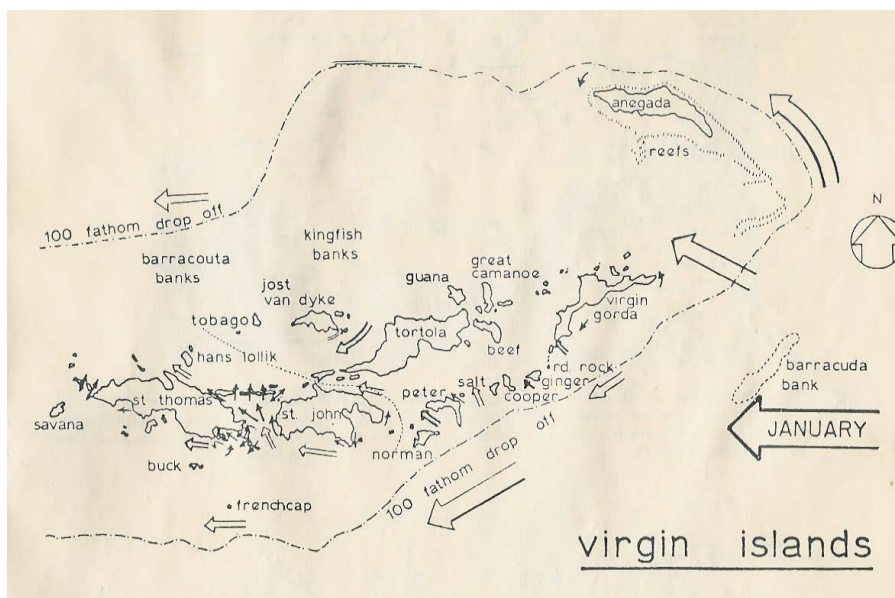 anegada
reefs
N
100 fathom drop off
kingfish
banks
barracouta
banks
great
camanoe
guana
jost
van dyke
virgin
gorda
tobago
tortola
beef
hans lollik
rd. rock
ginger
salt
cooper
peter
barracuda
bank
st thomas
st. john
savana
norman
JANUARY
buck
100 fathom drop off
frenchcap
virgin islands